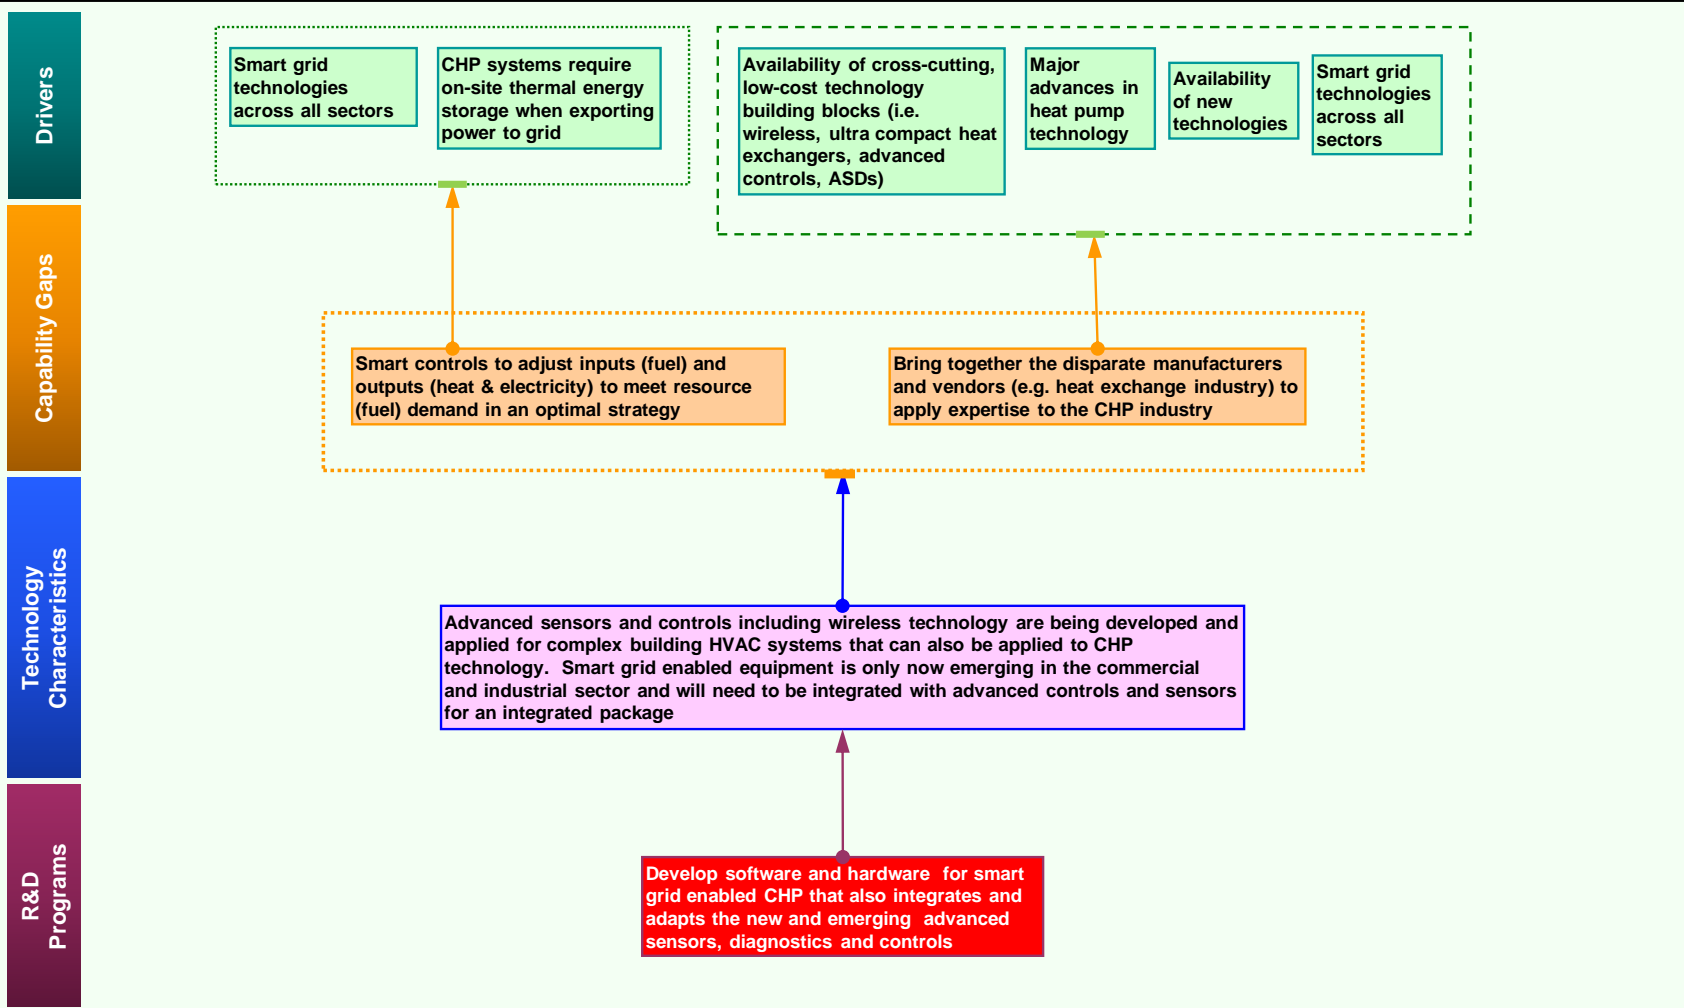 Drivers
Smart grid
technologies
across all sectors
CHP systems require
on-site thermal energy
storage when exporting
power to grid
Availability of cross-cutting,
low-cost technology
building blocks (i.e.
wireless, ultra compact heat
exchangers, advanced
controls, ASDs)
Major
advances in
heat pump
technology
Availability
of new
technologies
Smart grid
technologies
across all
sectors
Capability Gaps
Smart controls to adjust inputs (fuel) and
outputs (heat & electricity) to meet resource
(fuel) demand in an optimal strategy
Bring together the disparate manufacturers
and vendors (e.g. heat exchange industry) to
apply expertise to the CHP industry
Technology
Characteristics
Advanced sensors and controls including wireless technology are being developed and
applied for complex building HVAC systems that can also be applied to CHP
technology.  Smart grid enabled equipment is only now emerging in the commercial
and industrial sector and will need to be integrated with advanced controls and sensors
for an integrated package
R&D
Programs
Develop software and hardware  for smart
grid enabled CHP that also integrates and
adapts the new and emerging  advanced
sensors, diagnostics and controls